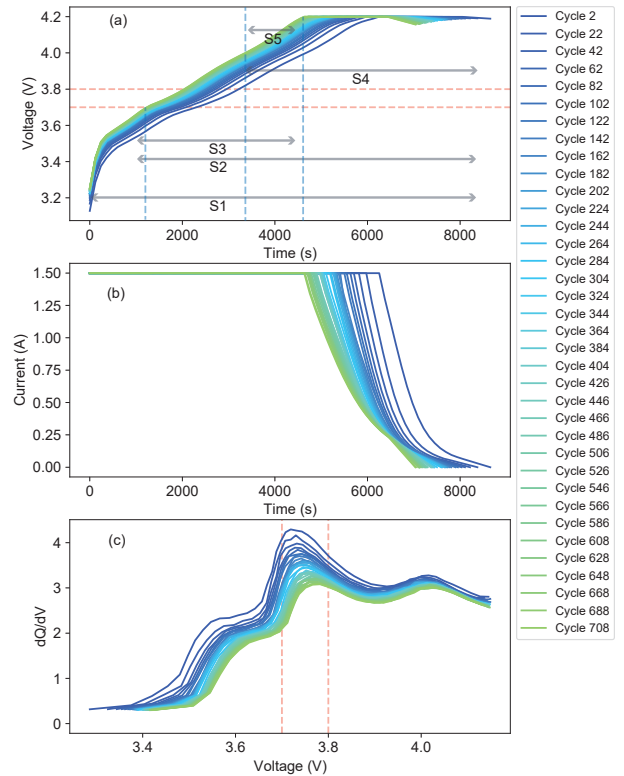 (a)
4.2
4.0
3.8
3.6
3.4
3.2
Voltage (V)
S5
S4
S3
S2
S1
0
2000
4000
6000
8000
Time (s)
(b)
1.50
1.25
1.00
0.75
0.50
0.25
0.00
Current (A)
0
2000
4000
6000
8000
Time (s)
(c)
4
3
2
1
0
dQ/dV
3.4
3.6
3.8
4.0
Voltage (V)
Cycle 2
Cycle 22
Cycle 42
Cycle 62
Cycle 82
Cycle 102
Cycle 122
Cycle 142
Cycle 162
Cycle 182
Cycle 202
Cycle 224
Cycle 244
Cycle 264
Cycle 284
Cycle 304
Cycle 324
Cycle 344
Cycle 364
Cycle 384
Cycle 404
Cycle 426
Cycle 446
Cycle 466
Cycle 486
Cycle 506
Cycle 526
Cycle 546
Cycle 566
Cycle 586
Cycle 608
Cycle 628
Cycle 648
Cycle 668
Cycle 688
Cycle 708